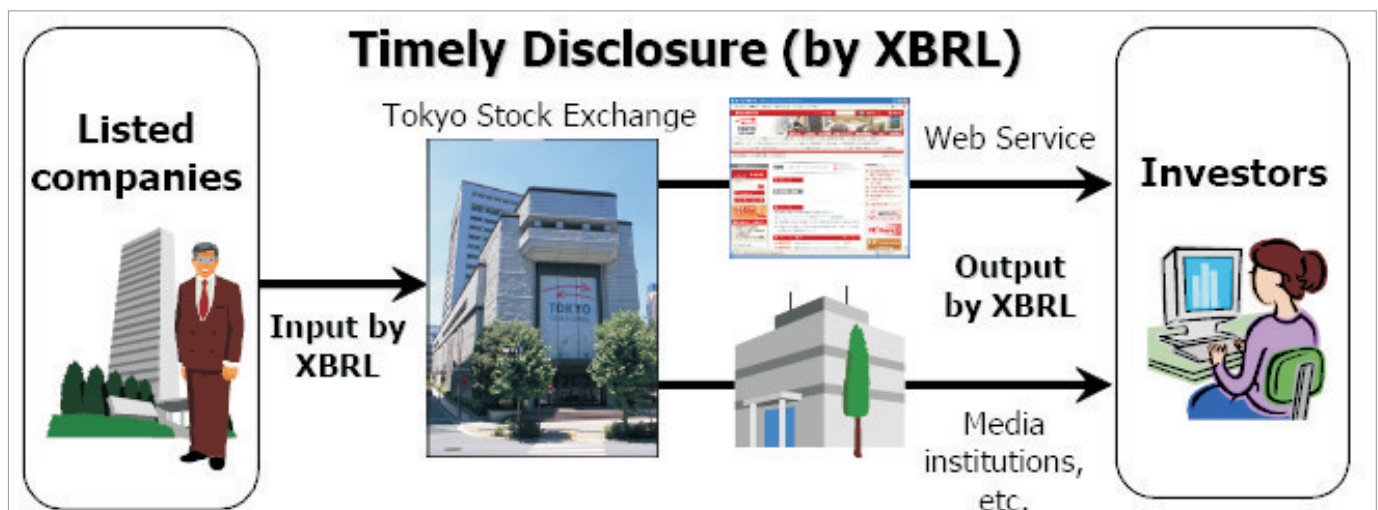 Timely Disclosure (by XBRL)
Listed
companies
Input by
XBRL
Tokyo Stock Exchange
TOKYO
Web Service
Output
by XBRL
Media
institutions,
etc.
Investors